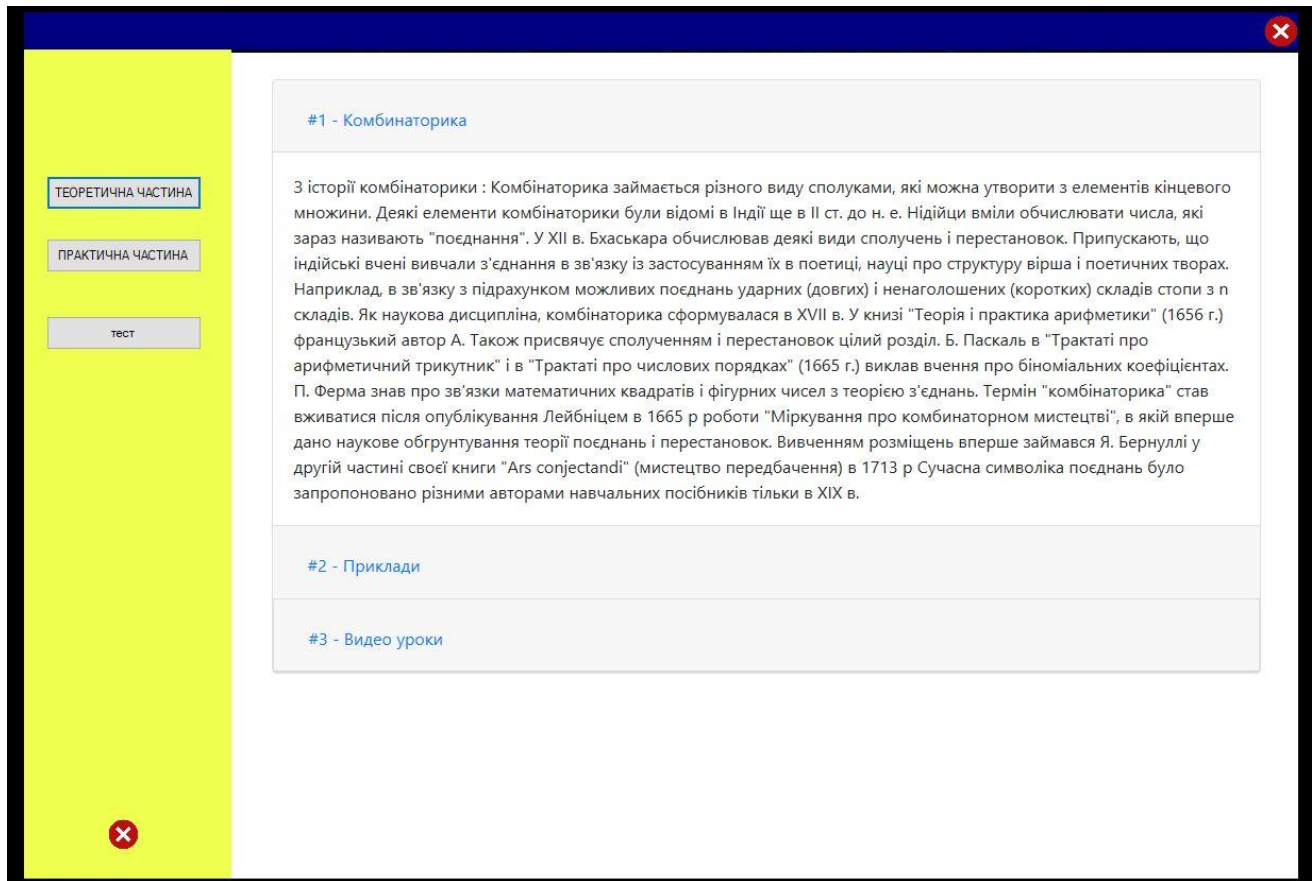 #1 - Комбинаторика
ТЕОРЕТИЧНА ЧАСТИНА
ПРАКТИЧНА ЧАСТИНА
тест
З історії комбінаторики : Комбінаторика займається різного виду сполуками, які можна утворити з елементів кінцевого
множини. Деякі елементи комбінаторики були відомі в Індії ще в II ст. до н. е. Нідійци вміли обчислювати числа, які
зараз називають "поєднання". У XII в. Бхаськара обчислював деякі види сполучень і перестановок. Припускають, що
індійські вчені вивчали з'єднання в зв'язку із застосуванням їх в поетиці, науці про структуру вірша і поетичних творах.
Наприклад, в зв'язку з підрахунком можливих поєднань ударних (довгих) і ненаголошених (коротких) складів стопи з n
складів. Як наукова дисципліна, комбінаторика сформувалася в XVII в. У книзі "Теорія і практика арифметики" (1656 г.)
французький автор А. Також присвячує сполученням і перестановок цілий розділ. Б. Паскаль в "Трактаті про
арифметичний трикутник" і в "Трактаті про числових порядках" (1665 г.) виклав вчення про біноміальних коефіцієнтах.
П. Ферма знав про зв'язки математичних квадратів і фігурних чисел з теорією з'єднань. Термін "комбінаторика" став
вживатися після опублікування Лейбніцем в 1665 р роботи "Міркування про комбинаторном мистецтві", в якій вперше
дано наукове обгрунтування теорії поєднань і перестановок. Вивченням розміщень вперше займався Я. Бернуллі у
другій частині своєї книги "Ars conjectandi" (мистецтво передбачення) в 1713 р Сучасна символіка поєднань було
запропоновано різними авторами навчальних посібників тільки в XIX в.
#2 - Приклади
#3 - Видео уроки